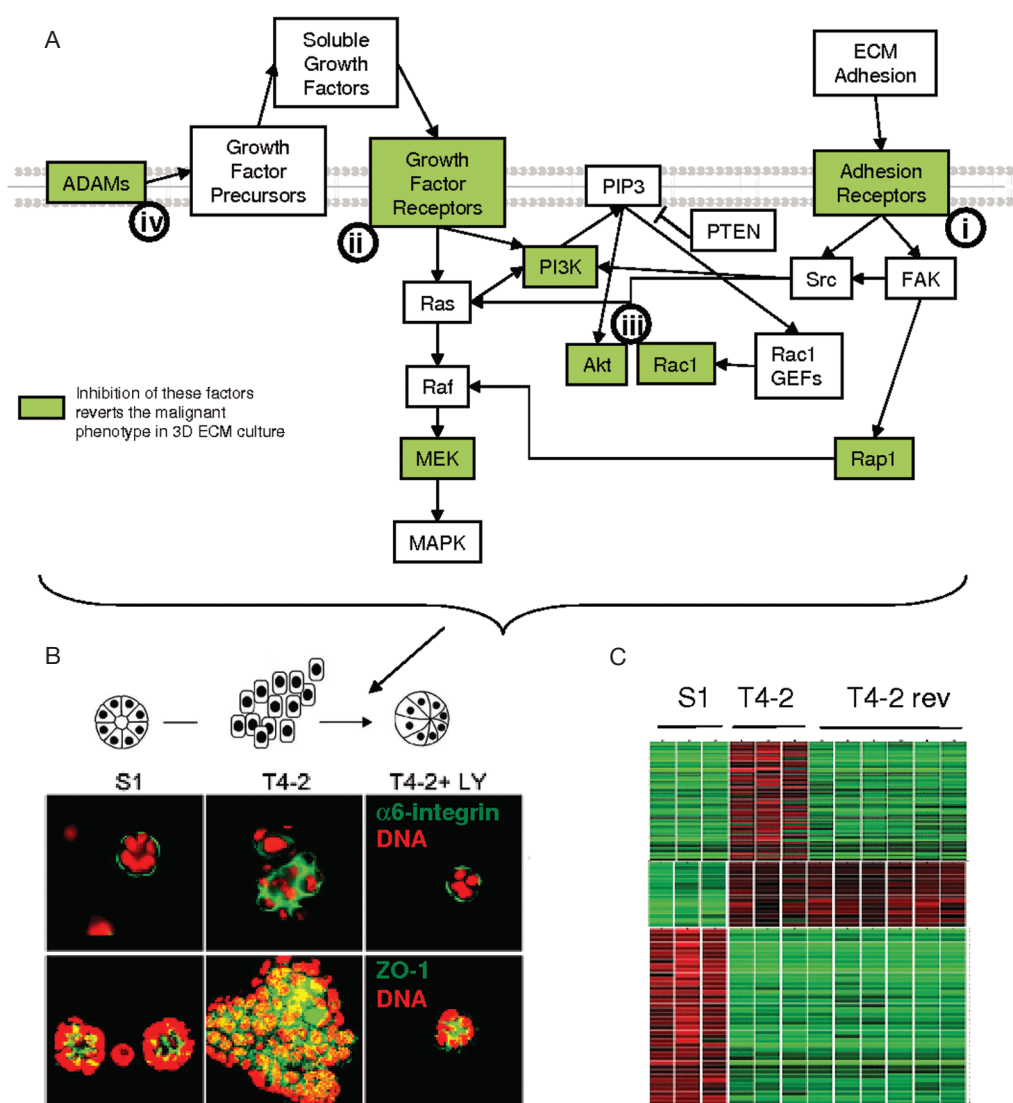 A
Soluble
Growth
Factors
ECM
Adhesion
Growth
Factor
Precursors
Growth
Factor
Receptors
ADAMs
PIP3
Adhesion
Receptors
iv
ii
i
PTEN
PI3K
Src
FAK
Ras
iii
Akt
Rac1
Rac1
GEFs
Raf
Inhibition of these factors
reverts the malignant
phenotype in 3D ECM culture
MEK
Rap1
MAPK
B
S1
T4-2
T4-2+ LY
α6-integrin
DNA
ZO-1
DNA
C
S1 T4-2 T4-2 rev